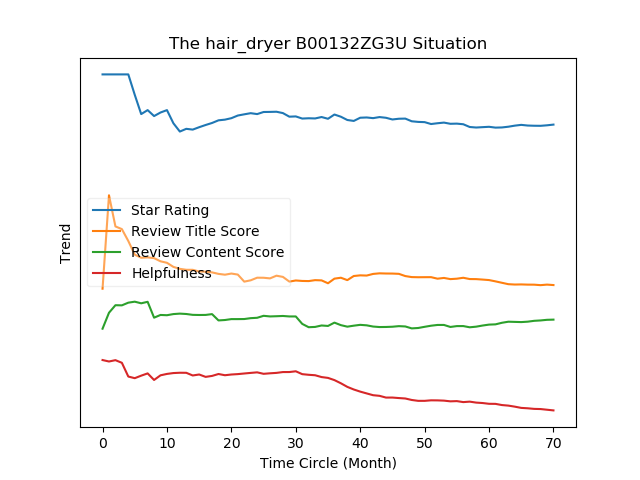 The hair_dryer B00132ZG3U Situation
Trend
Star Rating
Review Title Score
Review Content Score
Helpfulness
0 10 20 30 40 50 60 70
Time Circle (Month)